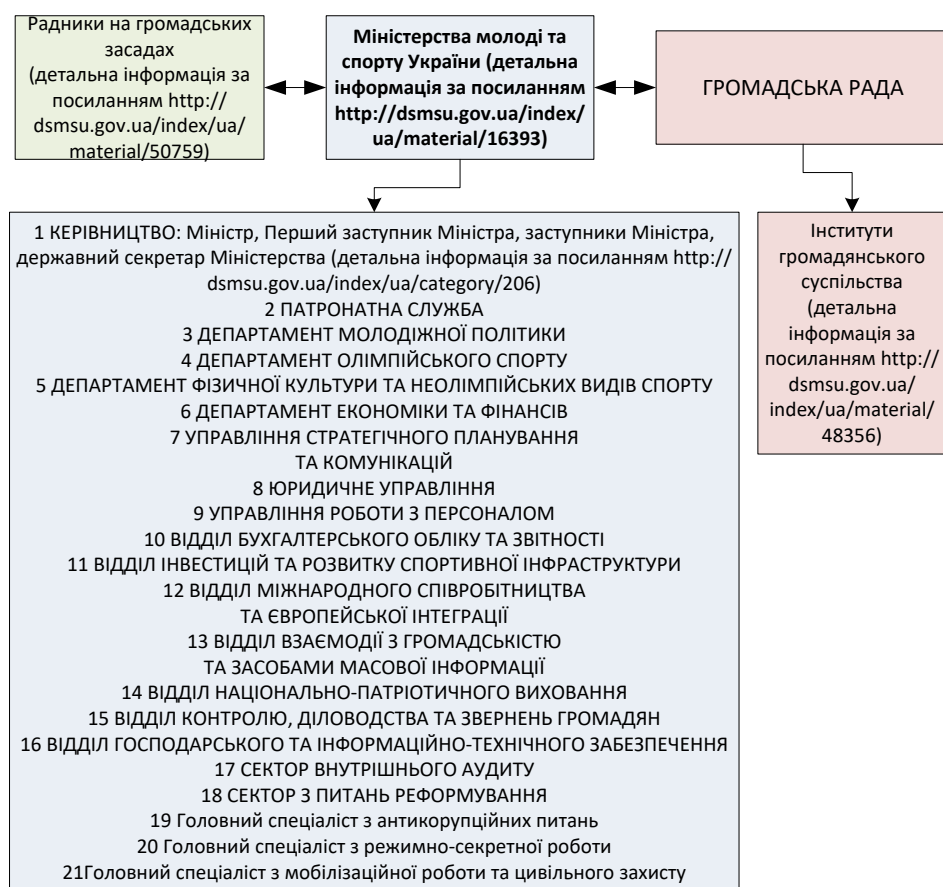 Радники на громадських
засадах
(детальна інформація за
посиланням http://
dsmsu.gov.ua/index/ua/
material/50759)
Міністерства молоді та
спорту України (детальна
інформація за посиланням
http://dsmsu.gov.ua/index/
ua/material/16393)
ГРОМАДСЬКА РАДА
1 КЕРІВНИЦТВО: Міністр, Перший заступник Міністра, заступники Міністра,
державний секретар Міністерства (детальна інформація за посиланням http://
dsmsu.gov.ua/index/ua/category/206)
2 ПАТРОНАТНА СЛУЖБА
3 ДЕПАРТАМЕНТ МОЛОДІЖНОЇ ПОЛІТИКИ
4 ДЕПАРТАМЕНТ ОЛІМПІЙСЬКОГО СПОРТУ
5 ДЕПАРТАМЕНТ ФІЗИЧНОЇ КУЛЬТУРИ ТА НЕОЛІМПІЙСЬКИХ ВИДІВ СПОРТУ
6 ДЕПАРТАМЕНТ ЕКОНОМІКИ ТА ФІНАНСІВ
7 УПРАВЛІННЯ СТРАТЕГІЧНОГО ПЛАНУВАННЯ
ТА КОМУНІКАЦІЙ
8 ЮРИДИЧНЕ УПРАВЛІННЯ
9 УПРАВЛІННЯ РОБОТИ З ПЕРСОНАЛОМ
10 ВІДДІЛ БУХГАЛТЕРСЬКОГО ОБЛІКУ ТА ЗВІТНОСТІ
11 ВІДДІЛ ІНВЕСТИЦІЙ ТА РОЗВИТКУ СПОРТИВНОЇ ІНФРАСТРУКТУРИ
12 ВІДДІЛ МІЖНАРОДНОГО СПІВРОБІТНИЦТВА
ТА ЄВРОПЕЙСЬКОЇ ІНТЕГРАЦІЇ
13 ВІДДІЛ ВЗАЄМОДІЇ З ГРОМАДСЬКІСТЮ
ТА ЗАСОБАМИ МАСОВОЇ ІНФОРМАЦІЇ
14 ВІДДІЛ НАЦІОНАЛЬНО-ПАТРІОТИЧНОГО ВИХОВАННЯ
15 ВІДДІЛ КОНТРОЛЮ, ДІЛОВОДСТВА ТА ЗВЕРНЕНЬ ГРОМАДЯН
16 ВІДДІЛ ГОСПОДАРСЬКОГО ТА ІНФОРМАЦІЙНО-ТЕХНІЧНОГО ЗАБЕЗПЕЧЕННЯ
17 СЕКТОР ВНУТРІШНЬОГО АУДИТУ
18 СЕКТОР З ПИТАНЬ РЕФОРМУВАННЯ
19 Головний спеціаліст з антикорупційних питань
20 Головний спеціаліст з режимно-секретної роботи
21Головний спеціаліст з мобілізаційної роботи та цивільного захисту
Інститути
громадянського
суспільства
(детальна
інформація за
посиланням http://
dsmsu.gov.ua/
index/ua/material/
48356)